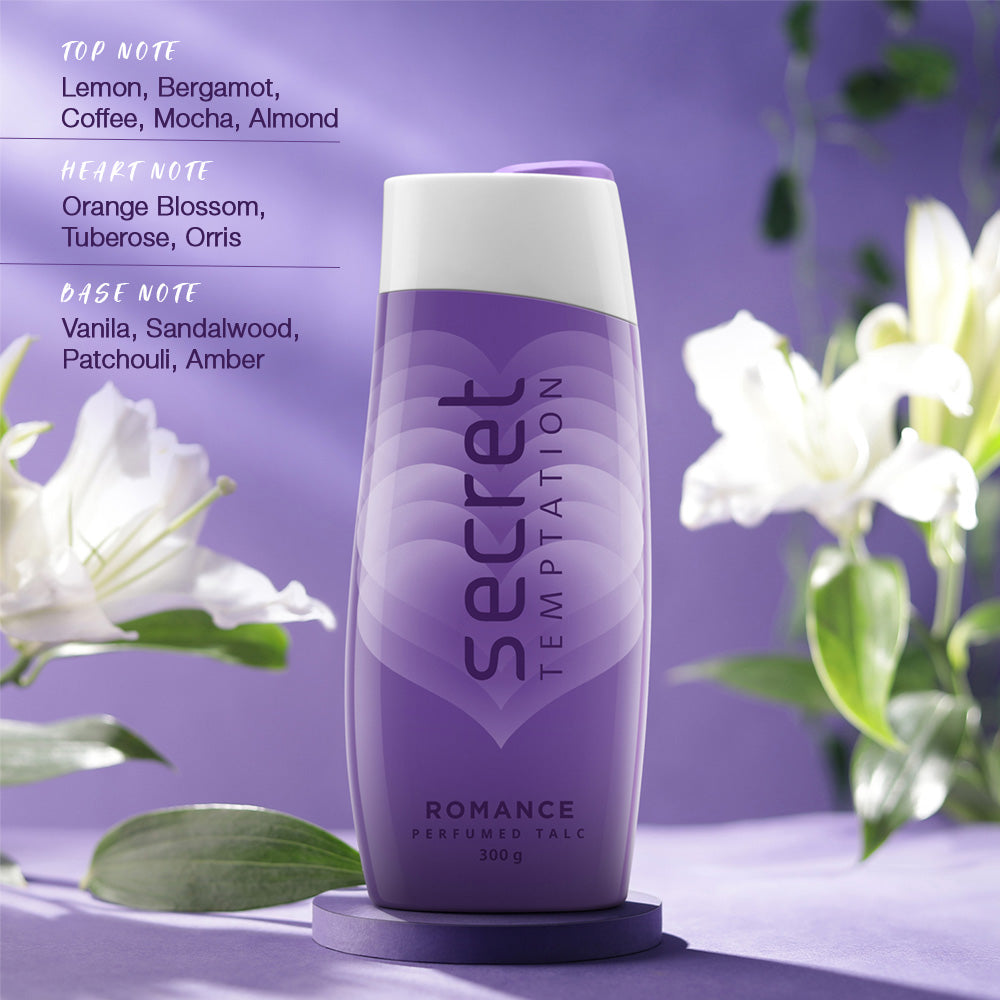 TOP NOTE
Lemon, Bergamot,
Coffee, Mocha, Almond
HEART NOTE
Orange Blossom,
Tuberose, Orris
BASE NOTE
Vanila, Sandalwood,
Patchouli, Amber
secret
TEMPTATION
ROMANCE
PERFUMED TALC
300 g